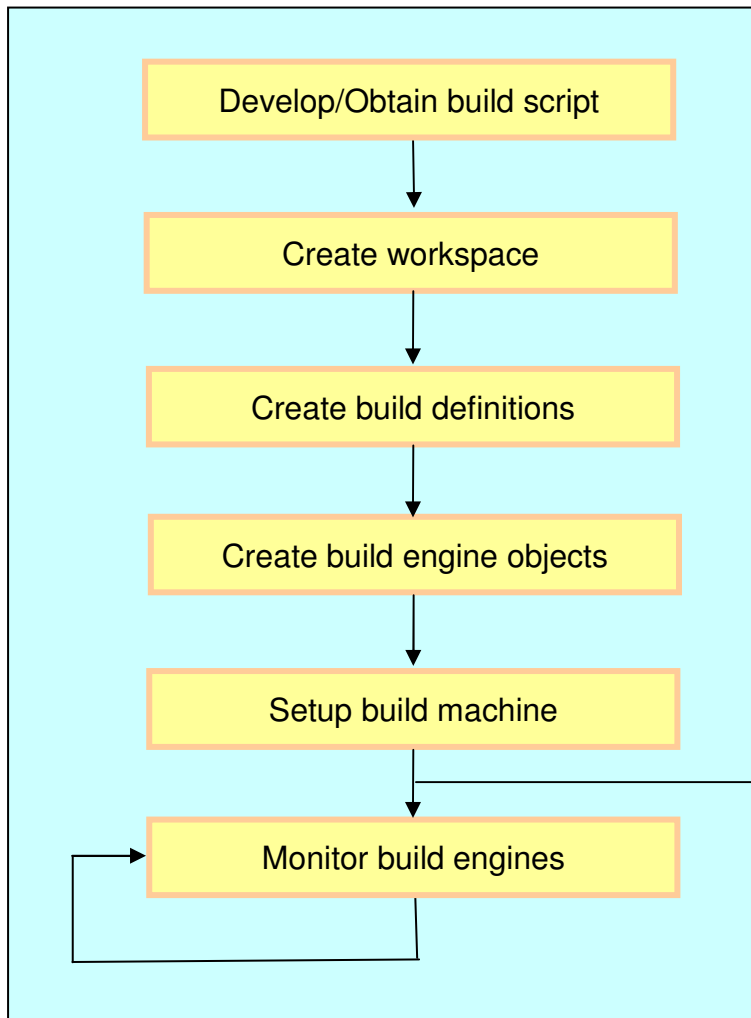 Develop/Obtain build script
Create workspace
Create build definitions
Create build engine objects
Setup build machine
Monitor build engines